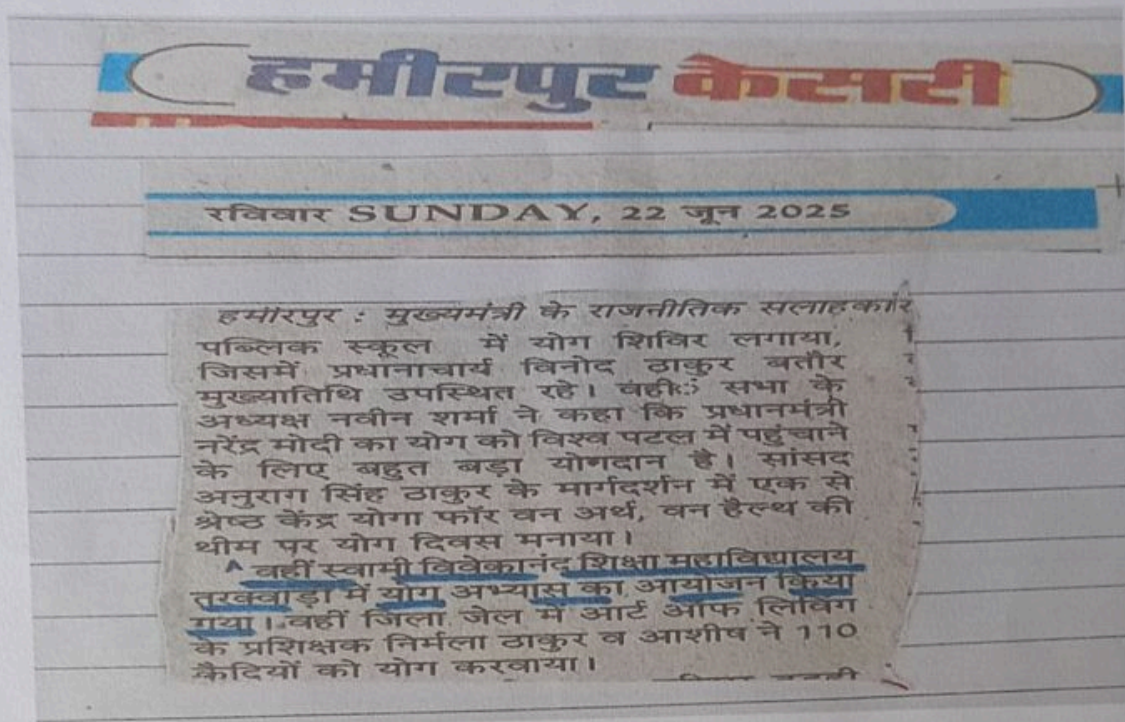 हमीरपुर केसरी
रविवार SUNDAY, 22 जून 2025
हमीरपुर : मुख्यमंत्री के राजनीतिक सलाहकार
पब्लिक स्कूल में योग शिविर लगाया,
जिसमें प्रधानाचार्य विनोद ठाकुर बतौर
मुख्यातिथि उपस्थित रहे। वहीं सभा के
अध्यक्ष नवीन शर्मा ने कहा कि प्रधानमंत्री
नरेंद्र मोदी का योग को विश्व पटल में पहुंचाने
के लिए बहुत बड़ा योगदान है। सांसद
अनुराग सिंह ठाकुर के मार्गदर्शन में एक से
श्रेष्ठ केंद्र योगा फॉर वन अर्थ, वन हैल्थ की
थीम पर योग दिवस मनाया।
वहीं स्वामी विवेकानंद शिक्षा महाविद्यालय
तरक्वाड़ी में योग अभ्यास का आयोजन किया
गया। वहीं जिला जेल में आर्ट ऑफ लिविंग
के प्रशिक्षक निर्मला ठाकुर व आशीष ने 110
कैदियों को योग करवाया।